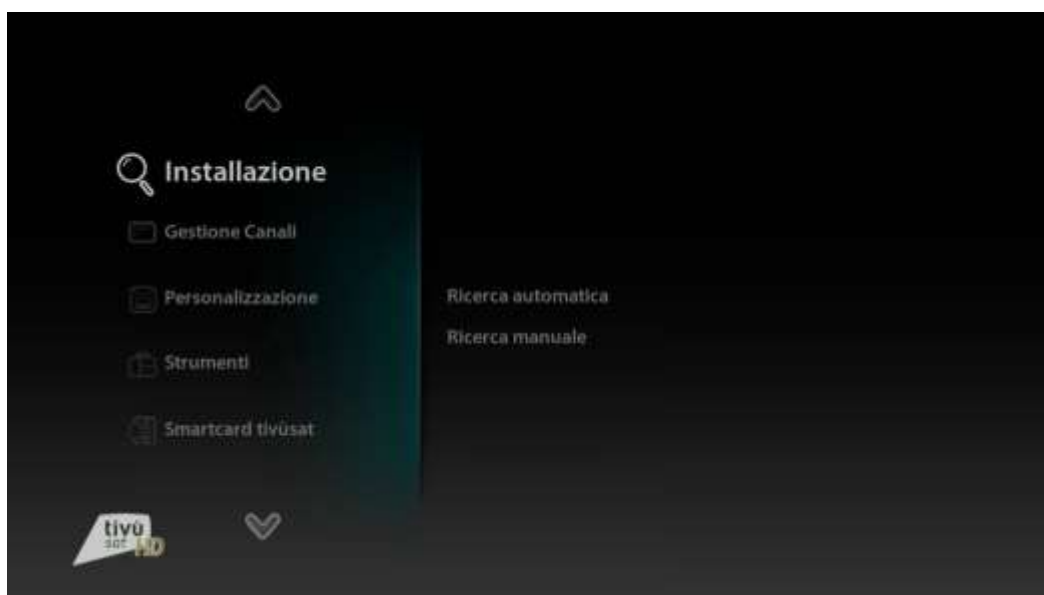 Installazione
Gestione Canali
Personalizzazione
Strumenti
Smartcard tivùsat
Ricerca automatica
Ricerca manuale
tivù
sat HD